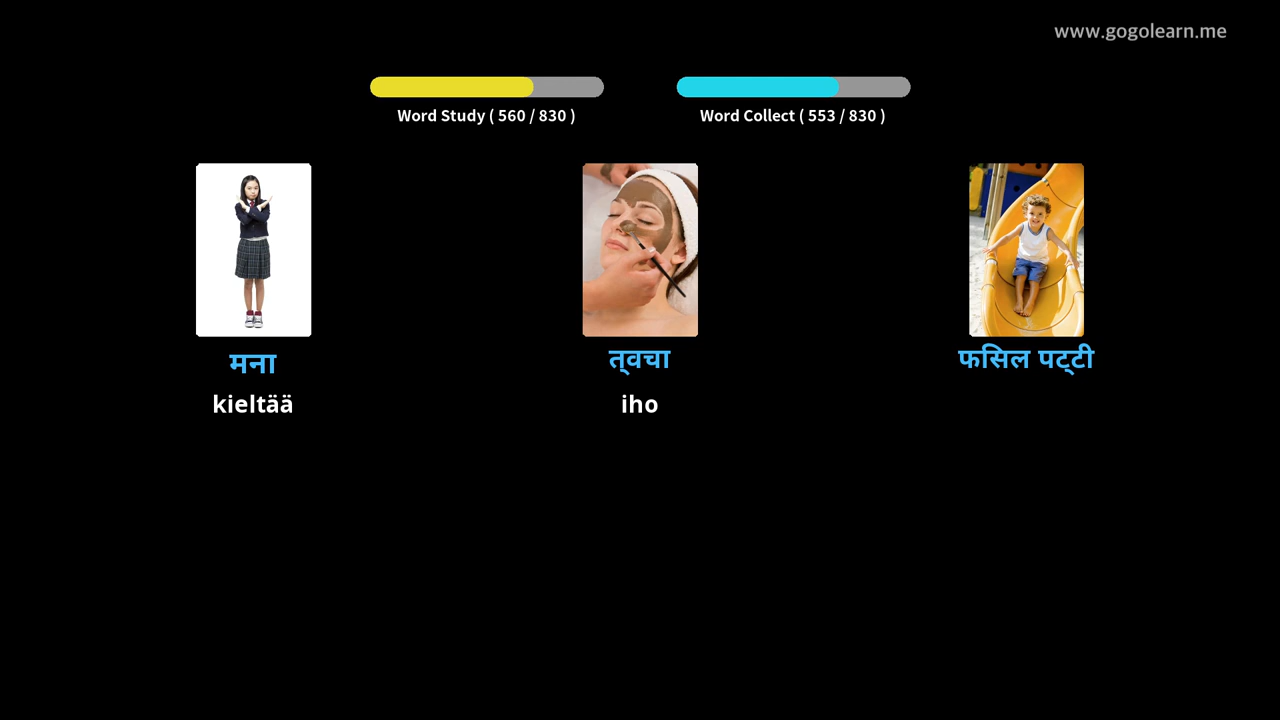 www.gogolearn.me
Word Study ( 560 / 830 )
Word Collect ( 553 / 830 )
मना
त्वचा
फसिल पट्टी
kieltää
iho